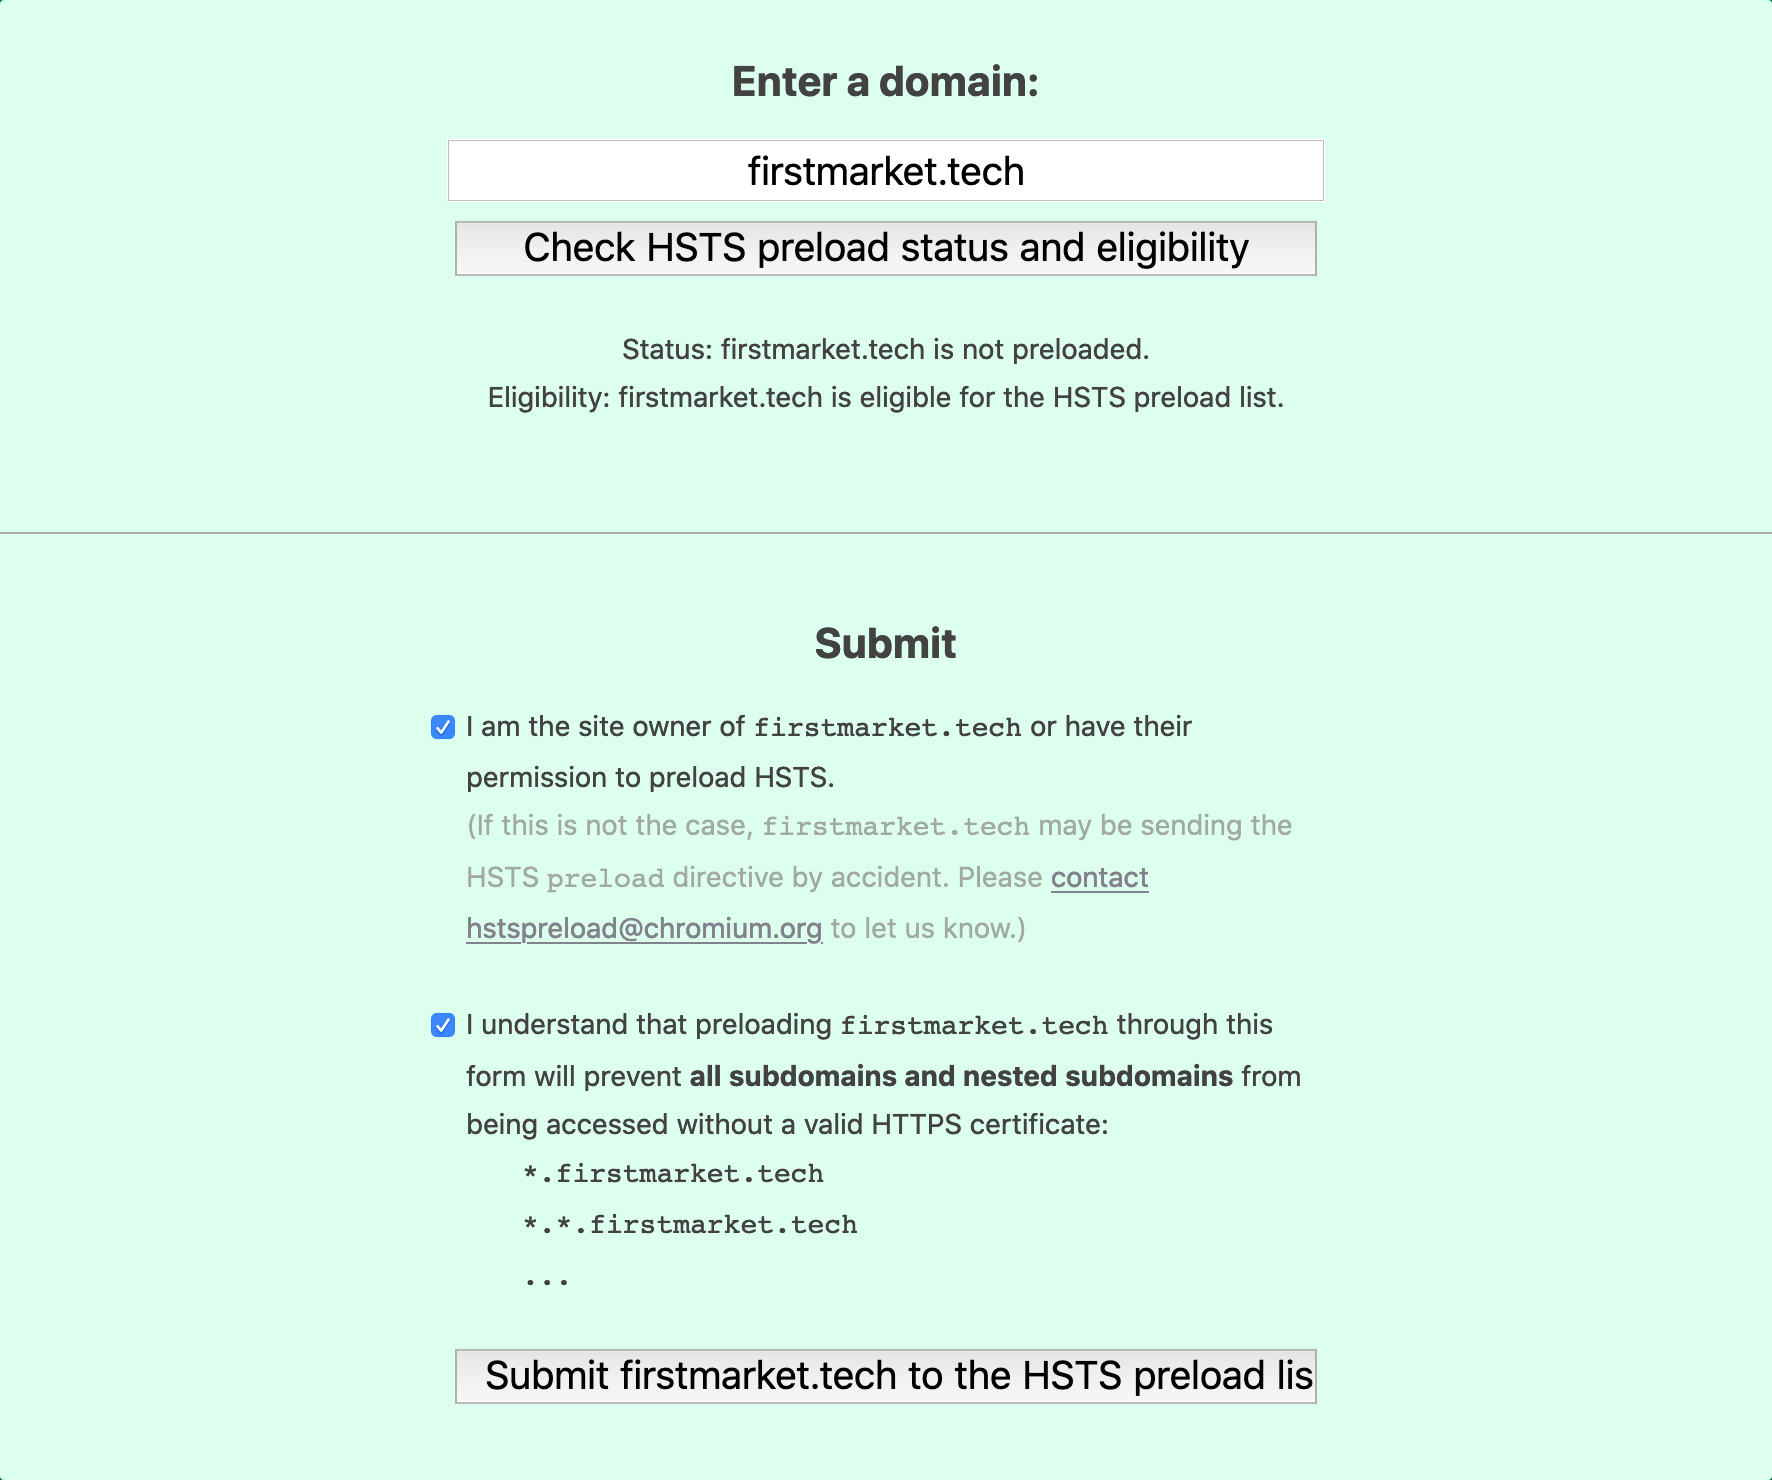 Enter a domain:
firstmarket.tech
Check HSTS preload status and eligibility
Status: firstmarket.tech is not preloaded.
Eligibility: firstmarket.tech is eligible for the HSTS preload list.
Submit
I am the site owner of firstmarket.tech or have their
permission to preload HSTS.
(If this is not the case, firstmarket.tech may be sending the
HSTS preload directive by accident. Please contact
hstspreload@chromium.org to let us know.)
I understand that preloading firstmarket.tech through this
form will prevent all subdomains and nested subdomains from
being accessed without a valid HTTPS certificate:
*.firstmarket.tech
*.*.firstmarket.tech
...
Submit firstmarket.tech to the HSTS preload lis